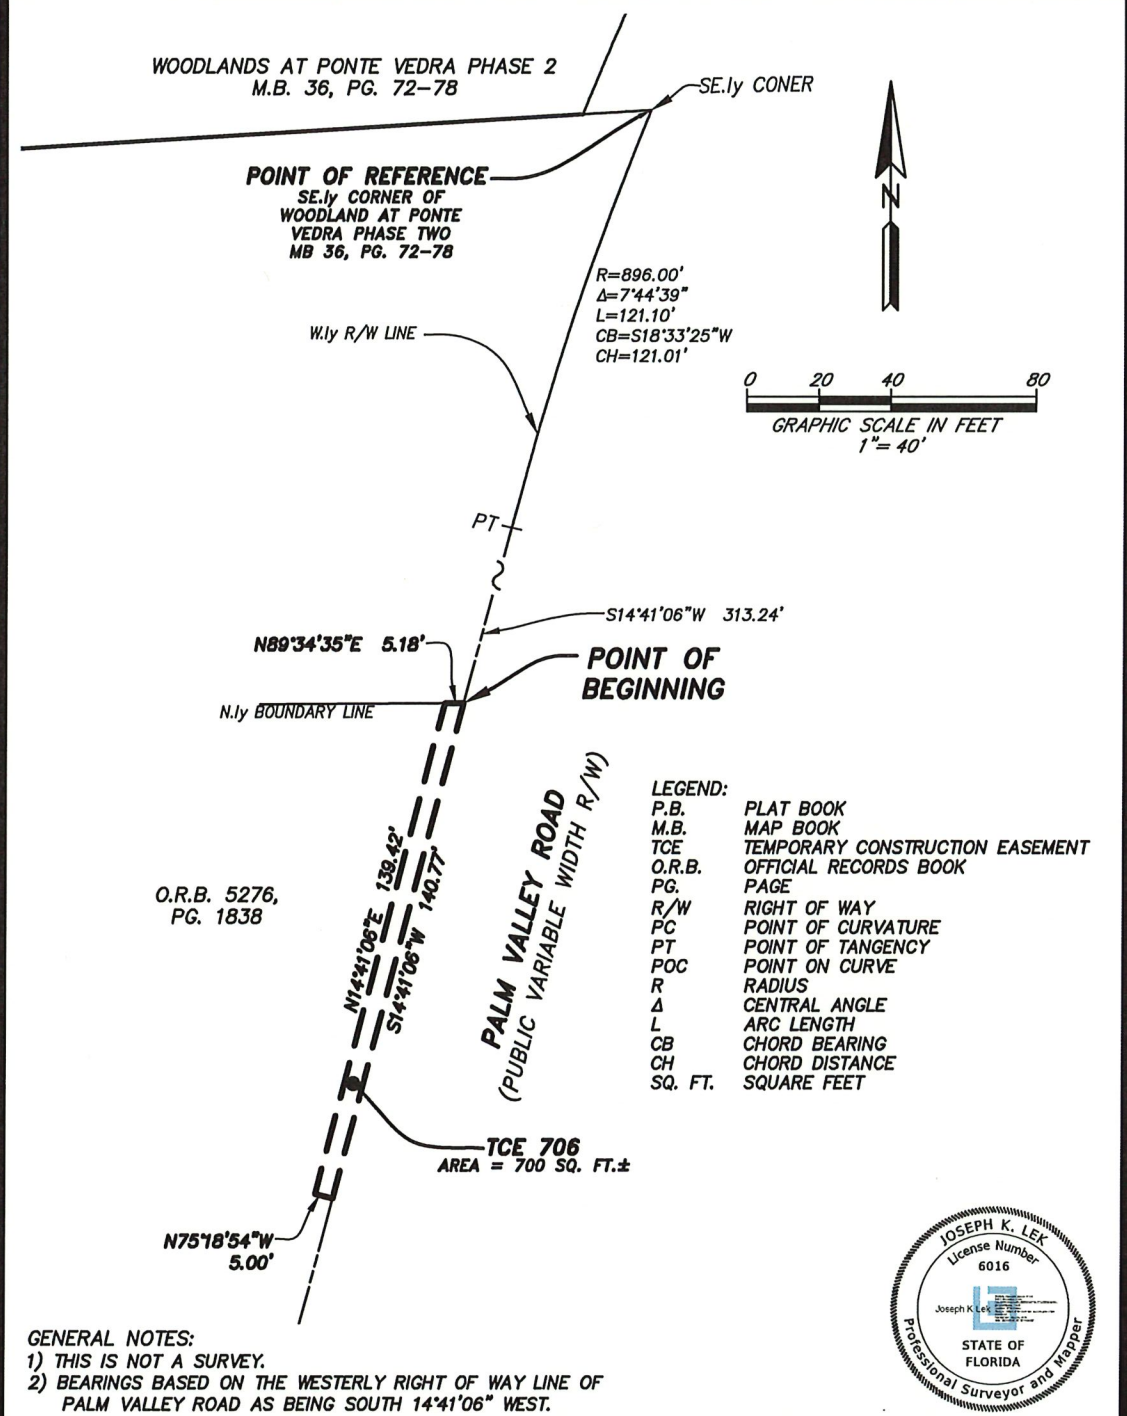 WOODLANDS AT PONTE VEDRA PHASE 2
M.B. 36, PG. 72-78
SE.ly CONER
POINT OF REFERENCE
SE.ly CORNER OF
WOODLAND AT PONTE
VEDRA PHASE TWO
MB 36, PG. 72-78
N
R=896.00'
Δ=7°44'39"
L=121.10'
CB=S18°33'25"W
CH=121.01'
W.ly R/W LINE
0 20 40 80
GRAPHIC SCALE IN FEET
1"= 40'
PT
S14°41'06"W 313.24'
N89°34'35"E 5.18'
POINT OF
BEGINNING
N.ly BOUNDARY LINE
PALM VALLEY ROAD
(PUBLIC VARIABLE WIDTH R/W)
N14°41'06"E 139.42'
S14°41'06"W 140.77'
O.R.B. 5276,
PG. 1838
LEGEND:
P.B. PLAT BOOK
M.B. MAP BOOK
TCE TEMPORARY CONSTRUCTION EASEMENT
O.R.B. OFFICIAL RECORDS BOOK
PG. PAGE
R/W RIGHT OF WAY
PC POINT OF CURVATURE
PT POINT OF TANGENCY
POC POINT ON CURVE
R RADIUS
Δ CENTRAL ANGLE
L ARC LENGTH
CB CHORD BEARING
CH CHORD DISTANCE
SQ. FT. SQUARE FEET
TCE 706
AREA = 700 SQ. FT.±
N75°18'54"W
5.00'
JOSEPH K. LEK
License Number
6016
Joseph K Lek
STATE OF
FLORIDA
Professional Surveyor and Mapper
GENERAL NOTES:
1) THIS IS NOT A SURVEY.
2) BEARINGS BASED ON THE WESTERLY RIGHT OF WAY LINE OF
PALM VALLEY ROAD AS BEING SOUTH 14°41'06" WEST.